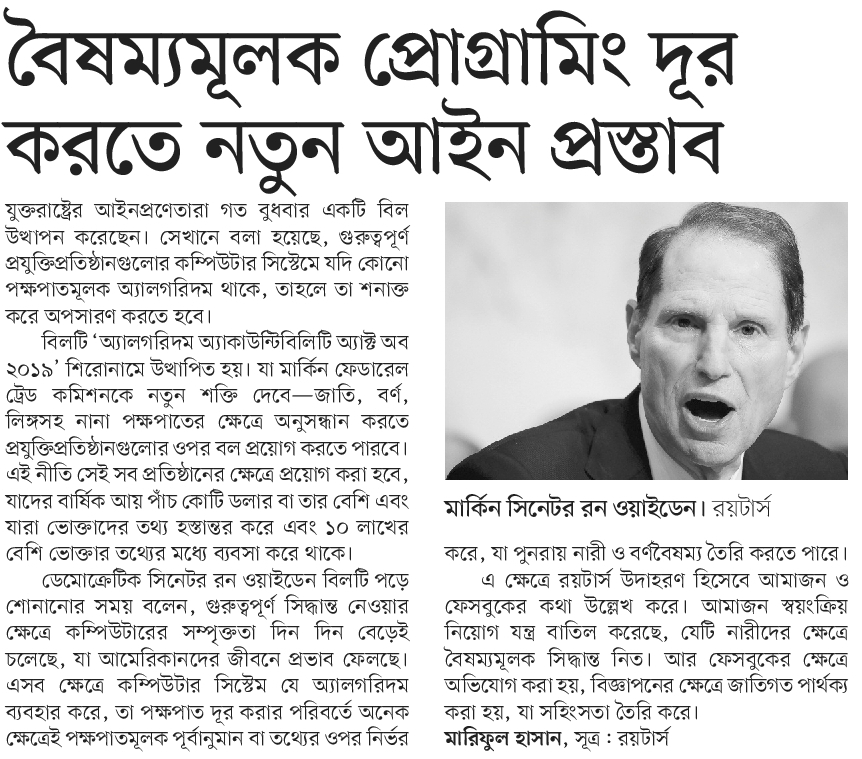 বৈষম্যমূলক প্রোগ্রামিং দূর
করতে নতুন আইন প্রস্তাব
যুক্তরাষ্ট্রের আইনপ্রণেতারা গত বুধবার একটি বিল
উত্থাপন করেছেন। সেখানে বলা হয়েছে, গুরুত্বপূর্ণ
প্রযুক্তিপ্রতিষ্ঠানগুলোর কম্পিউটার সিস্টেমে যদি কোনো
পক্ষপাতমূলক অ্যালগরিদম থাকে, তাহলে তা শনাক্ত
করে অপসারণ করতে হবে।
বিলটি ‘অ্যালগরিদম অ্যাকাউন্টিবিলিটি অ্যাক্ট অব
২০১৯’ শিরোনামে উত্থাপিত হয়। যা মার্কিন ফেডারেল
ট্রেড কমিশনকে নতুন শক্তি দেবে—জাতি, বর্ণ,
লিঙ্গসহ নানা পক্ষপাতের ক্ষেত্রে অনুসন্ধান করতে
প্রযুক্তিপ্রতিষ্ঠানগুলোর ওপর বল প্রয়োগ করতে পারবে।
এই নীতি সেই সব প্রতিষ্ঠানের ক্ষেত্রে প্রয়োগ করা হবে,
যাদের বার্ষিক আয় পাঁচ কোটি ডলার বা তার বেশি এবং
যারা ভোক্তাদের তথ্য হস্তান্তর করে এবং ১০ লাখের
বেশি ভোক্তার তথ্যের মধ্যে ব্যবসা করে থাকে।
ডেমোক্রেটিক সিনেটর রন ওয়াইডেন বিলটি পড়ে
শোনানোর সময় বলেন, গুরুত্বপূর্ণ সিদ্ধান্ত নেওয়ার
ক্ষেত্রে কম্পিউটারের সম্পৃক্ততা দিন দিন বেড়েই
চলেছে, যা আমেরিকানদের জীবনে প্রভাব ফেলছে।
এসব ক্ষেত্রে কম্পিউটার সিস্টেম যে অ্যালগরিদম
ব্যবহার করে, তা পক্ষপাত দূর করার পরিবর্তে অনেক
ক্ষেত্রেই পক্ষপাতমূলক পূর্বানুমান বা তথ্যের ওপর নির্ভর
মার্কিন সিনেটর রন ওয়াইডেন। রয়টার্স
করে, যা পুনরায় নারী ও বর্ণবৈষম্য তৈরি করতে পারে।
এ ক্ষেত্রে রয়টার্স উদাহরণ হিসেবে আমাজন ও
ফেসবুকের কথা উল্লেখ করে। আমাজন স্বয়ংক্রিয়
নিয়োগ যন্ত্র বাতিল করেছে, যেটি নারীদের ক্ষেত্রে
বৈষম্যমূলক সিদ্ধান্ত নিত। আর ফেসবুকের ক্ষেত্রে
অভিযোগ করা হয়, বিজ্ঞাপনের ক্ষেত্রে জাতিগত পার্থক্য
করা হয়, যা সহিংসতা তৈরি করে।
মারিফুল হাসান, সূত্র : রয়টার্স